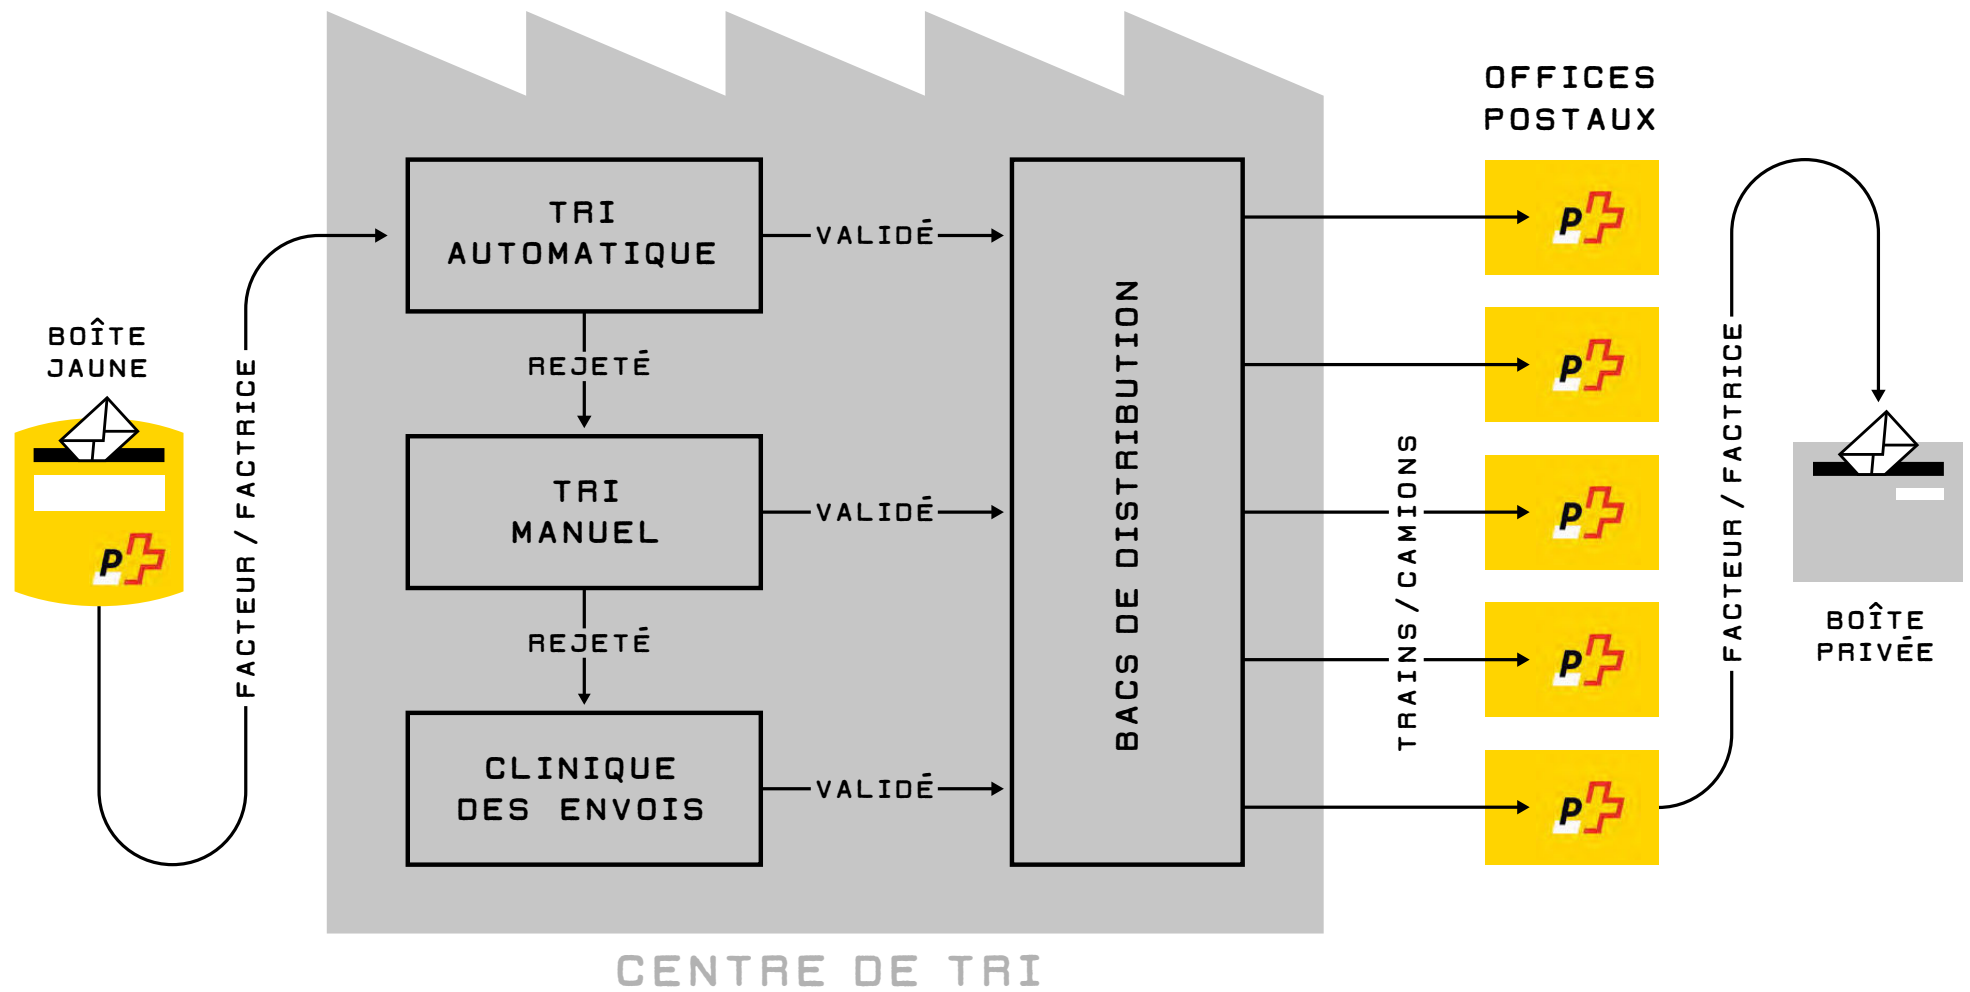 BOÎTE
JAUNE
P
FACTEUR/FACTRICE
TRI
AUTOMATIQUE
VALIDÉ
REJETÉ
TRI
MANUEL
VALIDÉ
REJETÉ
CLINIQUE
DES ENVOIS
VALIDÉ
BACS DE DISTRIBUTION
CENTRE DE TRI
TRAINS/CAMIONS
OFFICES
POSTAUX
P
P
P
P
P
FACTEUR/FACTRICE
BOÎTE
PRIVÉE